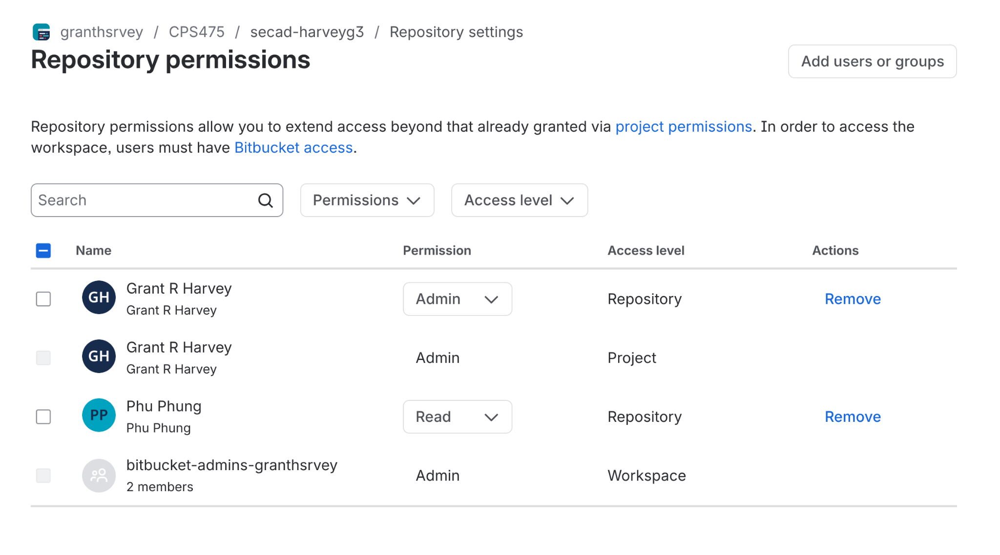 granthsrvey / CPS475 / secad-harveyg3 / Repository settings
Repository permissions
Add users or groups
Repository permissions allow you to extend access beyond that already granted via project permissions. In order to access the
workspace, users must have Bitbucket access.
Search
Permissions
Access level
Name Permission Access level Actions
GH Grant R Harvey Admin Repository Remove
Grant R Harvey
GH Grant R Harvey Admin Project
Grant R Harvey
PP Phu Phung Read Repository Remove
Phu Phung
bitbucket-admins-granthsrvey Admin Workspace
2 members